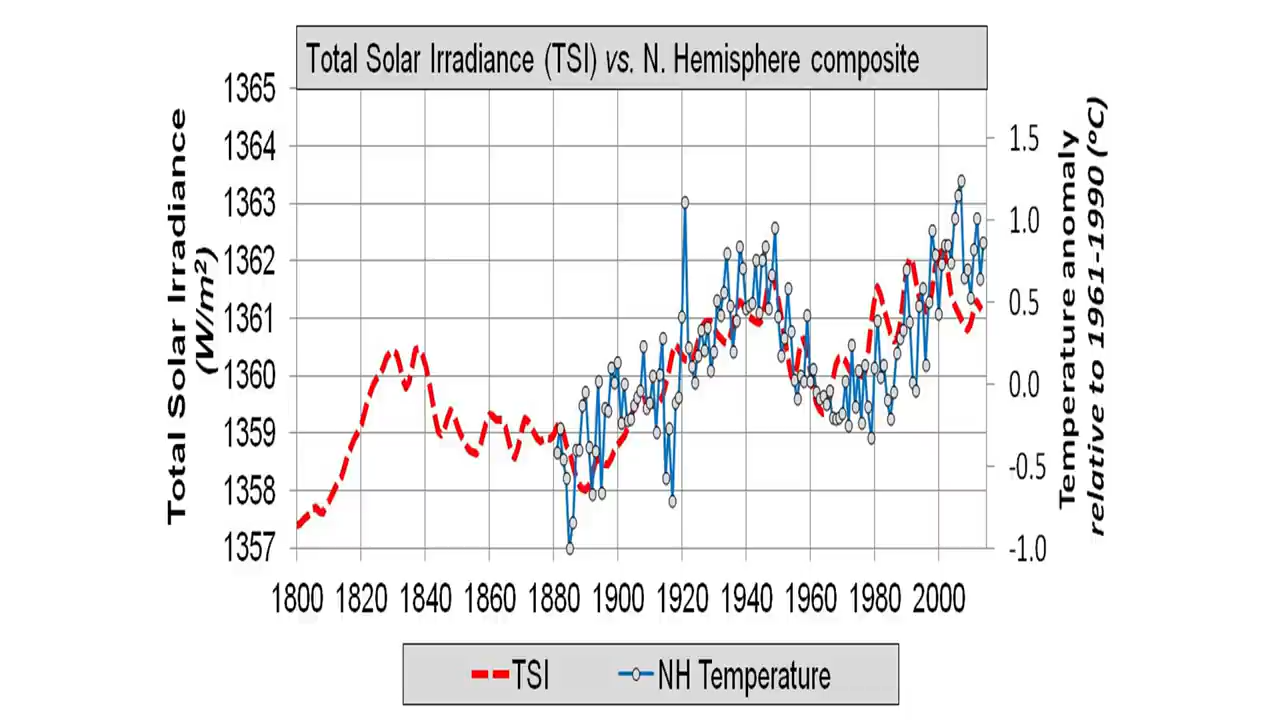 Total Solar Irradiance (TSI) vs. N. Hemisphere composite
Total Solar Irradiance
(W/m²)
1365
1364
1363
1362
1361
1360
1359
1358
1357
1.5
1.0
0.5
0.0
-0.5
-1.0
Temperature anomaly
relative to 1961-1990 (ºC)
1800 1820 1840 1860 1880 1900 1920 1940 1960 1980 2000
TSI NH Temperature